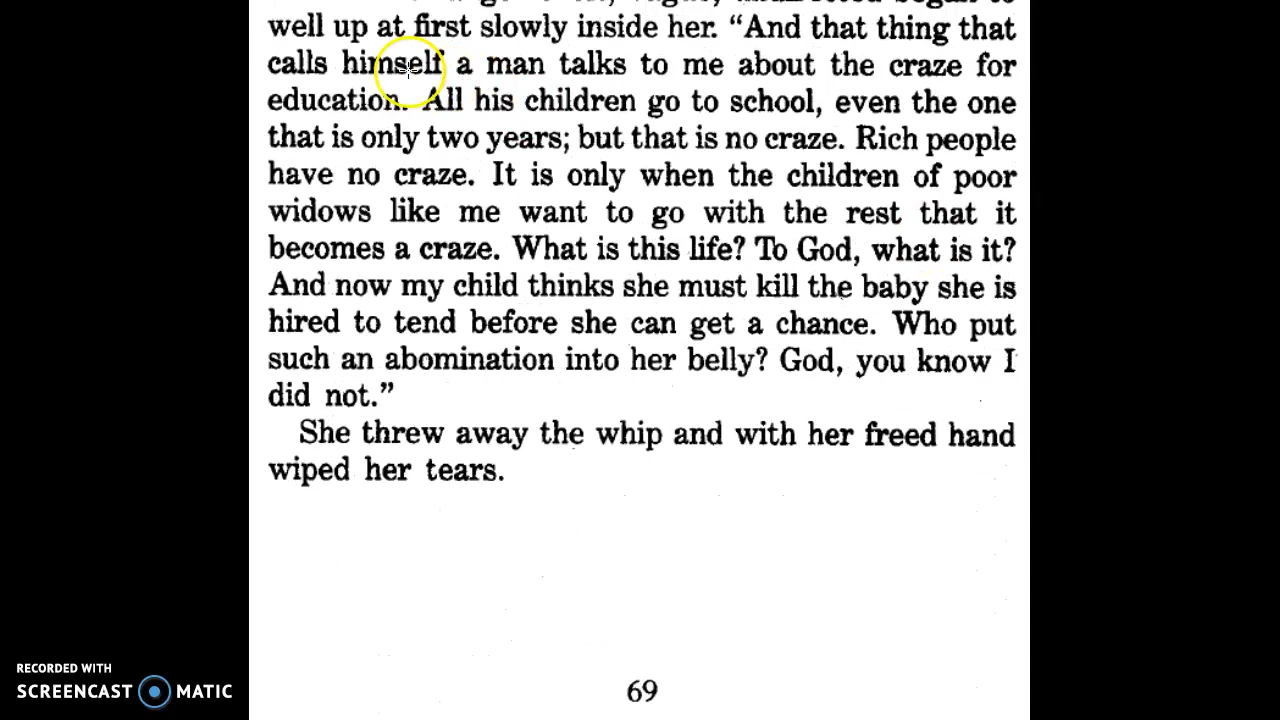 well up at first slowly inside her. “And that thing that
calls himself a man talks to me about the craze for
education. All his children go to school, even the one
that is only two years; but that is no craze. Rich people
have no craze. It is only when the children of poor
widows like me want to go with the rest that it
becomes a craze. What is this life? To God, what is it?
And now my child thinks she must kill the baby she is
hired to tend before she can get a chance. Who put
such an abomination into her belly? God, you know I
did not.”
She threw away the whip and with her freed hand
wiped her tears.
69
RECORDED WITH
SCREENCAST MATIC